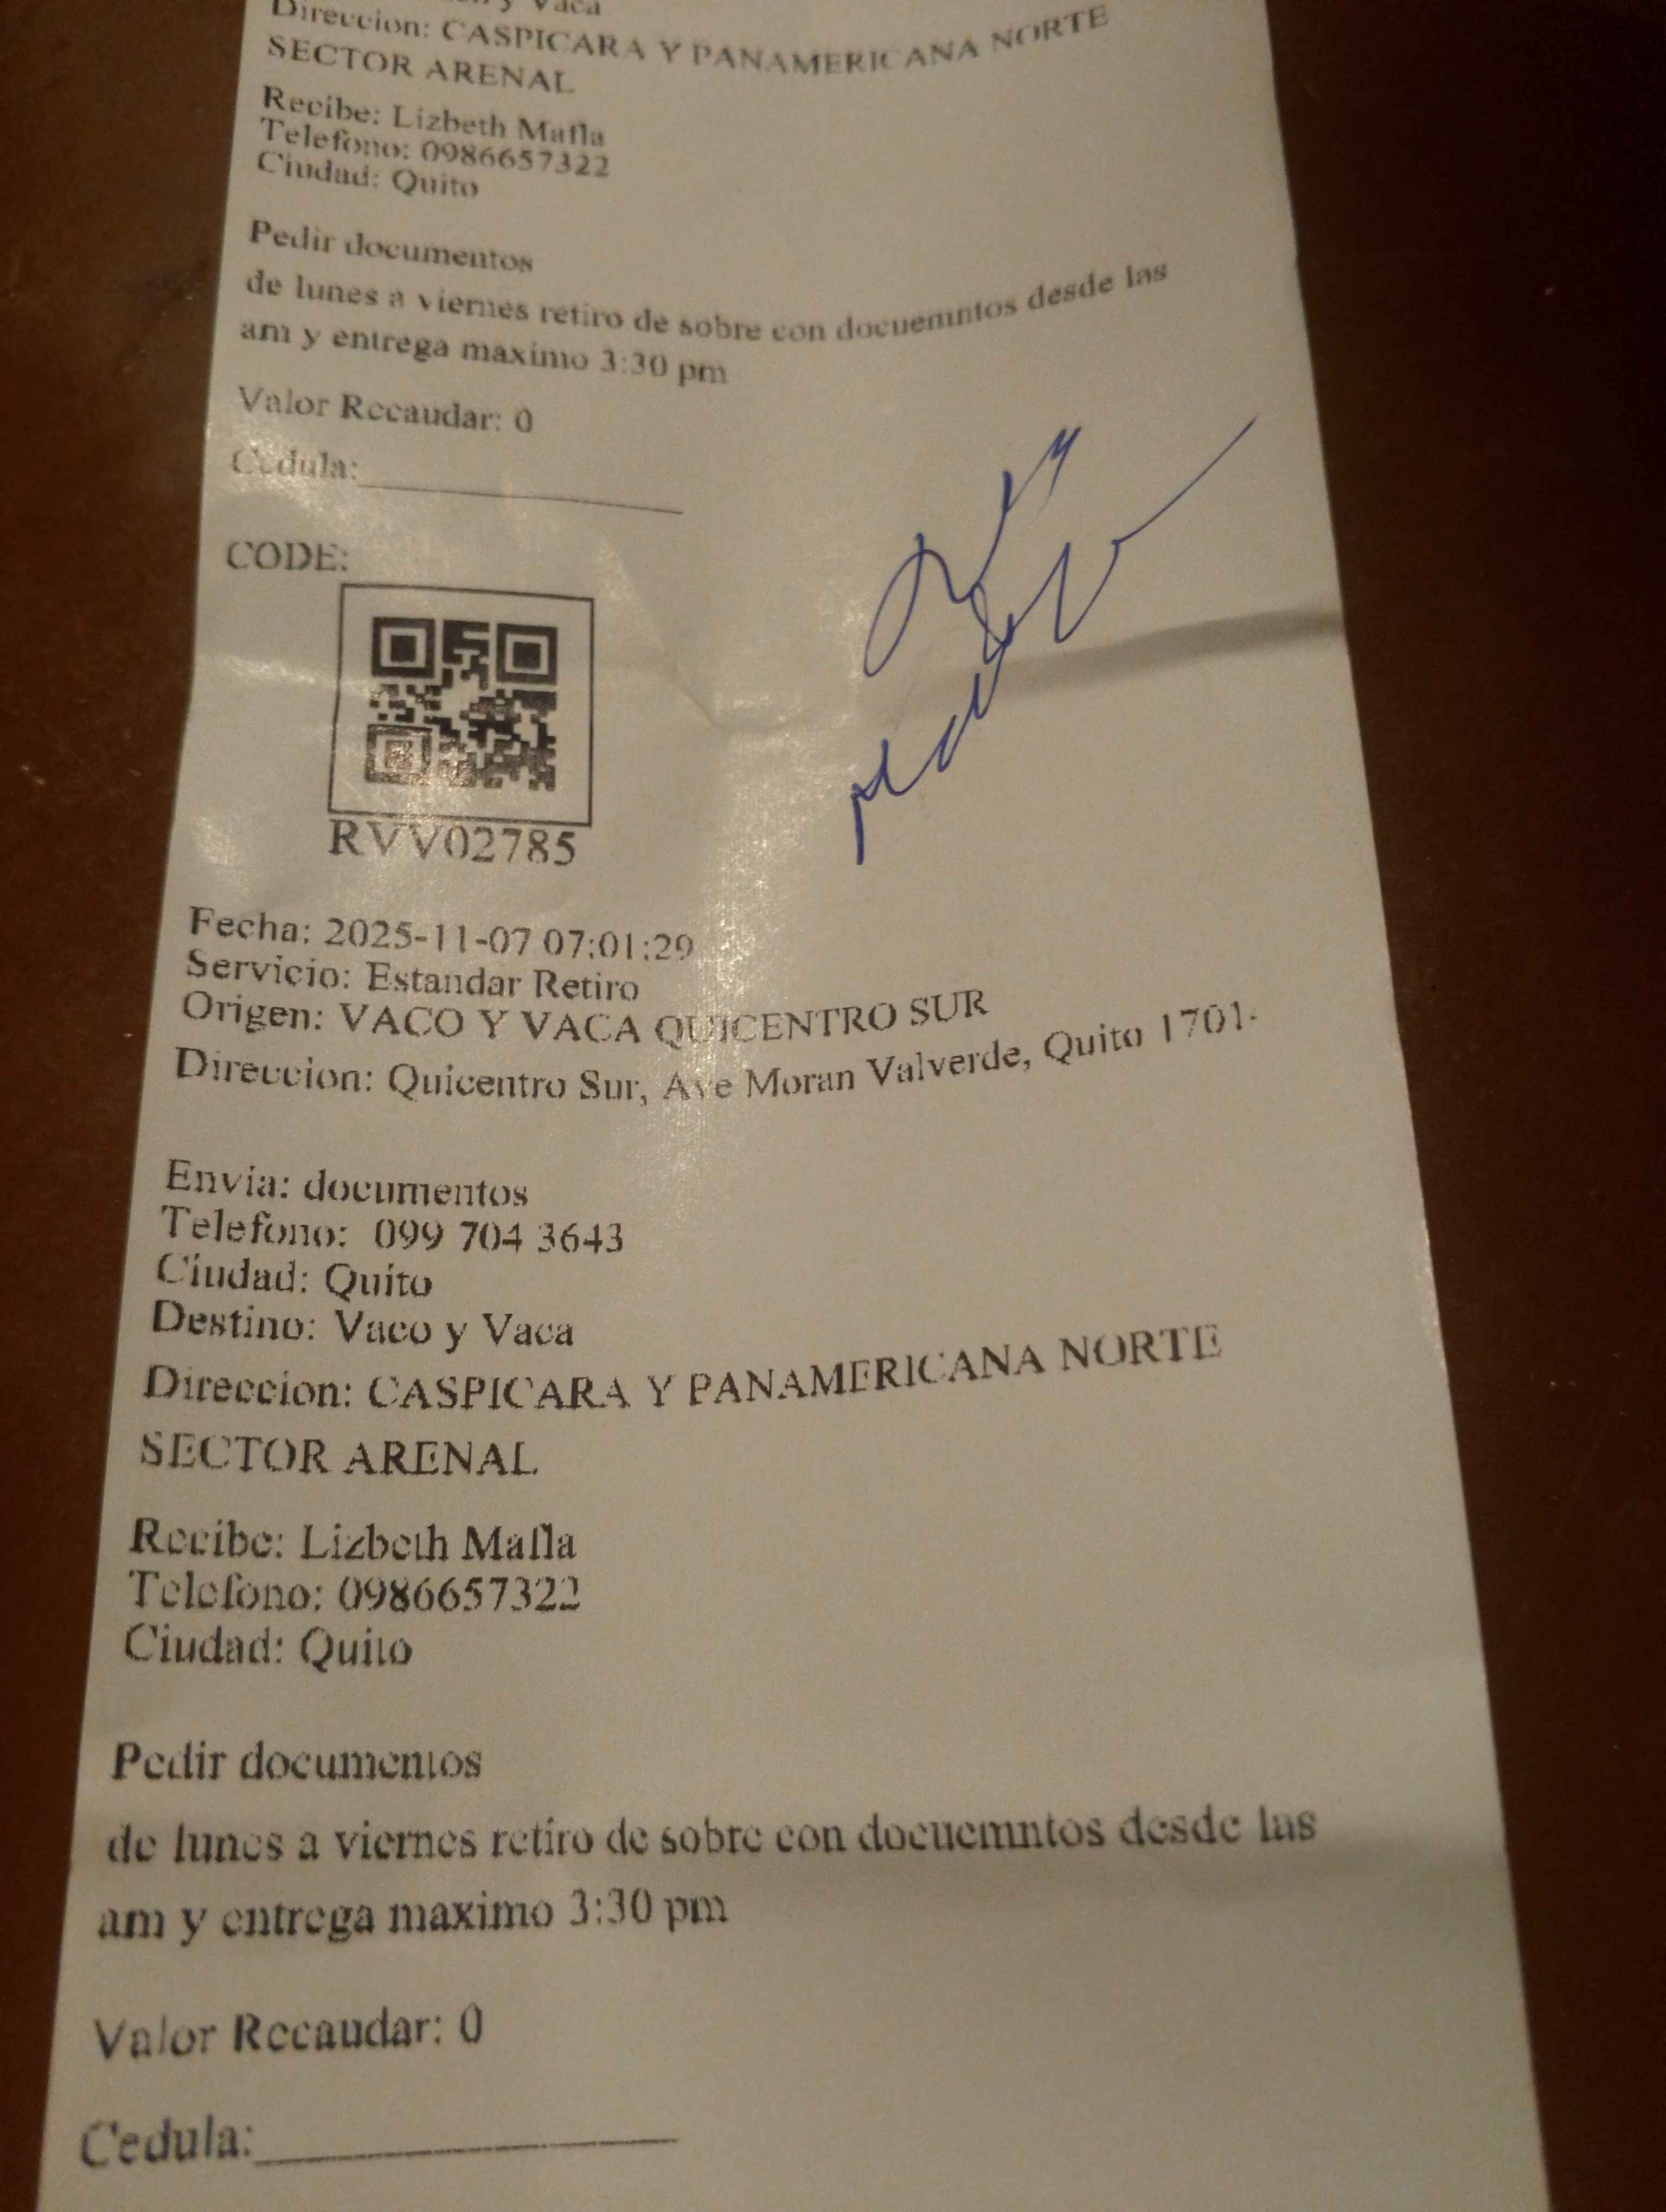 Vaca
Direccion: CASPICARA Y PANAMERICANA NORTE
SECTOR ARENAL
Recibe: Lizbeth Mafla
Telefono: 0986657322
Ciudad: Quito
Pedir documentos
de lunes a viernes retiro de sobre con docuemntos desde las
am y entrega maximo 3:30 pm
Valor Recaudar: 0
Cedula:
CODE:
RVV02785
Fecha: 2025-11-07 07:01:29
Servicio: Estandar Retiro
Origen: VACO Y VACA QUICENTRO SUR
Direccion: Quicentro Sur, Ave Moran Valverde, Quito 1701-
Envia: documentos
Telefono: 099 704 3643
Ciudad: Quito
Destino: Vaco y Vaca
Direccion: CASPICARA Y PANAMERICANA NORTE
SECTOR ARENAL
Recibe: Lizbeth Mafla
Telefono: 0986657322
Ciudad: Quito
Pedir documentos
de lunes a viernes retiro de sobre con docuemntos desde las
am y entrega maximo 3:30 pm
Valor Recaudar: 0
Cedula: